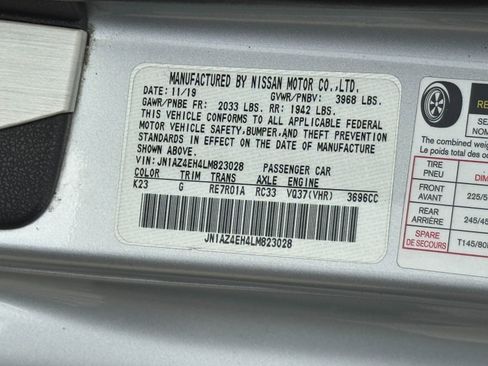 MANUFACTURED BY NISSAN MOTOR CO.,LTD.
DATE: 11/19 GVWR/PNBV: 3968 LBS.
GAWR/PNBE FR: 2033 LBS. RR: 1942 LBS.
THIS VEHICLE CONFORMS TO ALL APPLICABLE FEDERAL
MOTOR VEHICLE SAFETY,BUMPER,AND THEFT PREVENTION
STANDARDS IN EFFECT ON THE DATE OF MANUFACTURE
SHOWN ABOVE.
VIN: JN1AZ4EH4LM823028 PASSENGER CAR
COLOR TRIM TRANS AXLE ENGINE
K23 G RE7R01A RC33 VQ37(VHR) 3696CC
JN1AZ4EH4LM823028
The combined weig
Le poids total des
TIRE
PNEU
FRONT
AVANT
225/5
REAR
ARRIÈRE
245/45
SPARE
DE SECOURS
T145/80